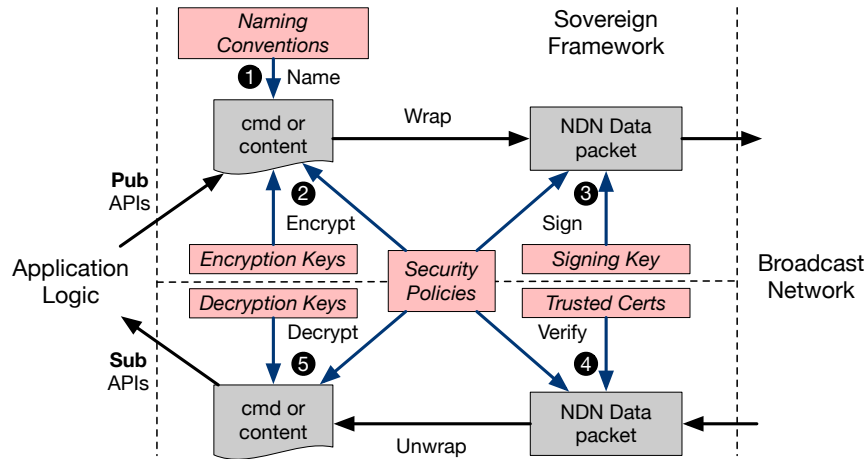 Naming
Conventions
Sovereign
Framework
1 Name
cmd or
content
Wrap
NDN Data
packet
Pub
APIs
2
Encrypt
3
Sign
Encryption Keys
Security
Policies
Signing Key
Application
Logic
Broadcast
Network
Decryption Keys
Trusted Certs
Decrypt
Verify
5
4
Sub
APIs
cmd or
content
Unwrap
NDN Data
packet